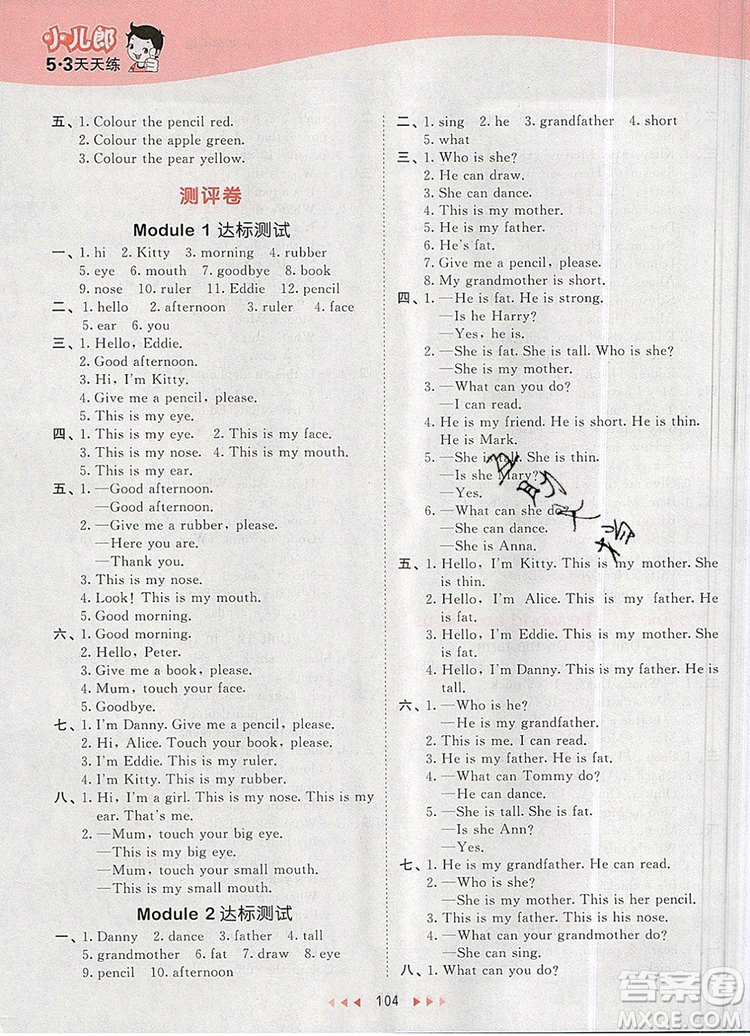 小儿郎
5·3天天练
五、1. Colour the pencil red.
2. Colour the apple green.
3. Colour the pear yellow.
测评卷
Module 1 达标测试
一、1. hi 2. Kitty 3. morning 4. rubber
5. eye 6. mouth 7. goodbye 8. book
9. nose 10. ruler 11. Eddie 12. pencil
二、1. hello 2. afternoon 3. ruler 4. face
5. ear 6. you
三、1. Hello, Eddie.
2. Good afternoon.
3. Hi, I'm Kitty.
4. Give me a pencil, please.
5. This is my eye.
四、1. This is my eye. 2. This is my face.
3. This is my nose. 4. This is my mouth.
5. This is my ear.
五、1. —Good afternoon.
—Good afternoon.
2. —Give me a rubber, please.
—Here you are.
—Thank you.
3. This is my nose.
4. Look! This is my mouth.
5. Good morning.
六、1. Good morning.
2. Hello, Peter.
3. Give me a book, please.
4. Mum, touch your face.
5. This is my ruler.
七、1. I'm Danny. Give me a pencil, please.
2. Hi, Alice. Touch your book, please.
3. I'm Eddie. This is my ruler.
4. I'm Kitty. This is my rubber.
八、1. Hi, I'm a girl. This is my nose. This is my
ear. That's me.
2. —Mum, touch your big eye.
—This is my big eye.
—Mum, touch your small mouth.
—This is my small mouth.
Module 2 达标测试
一、1. Danny 2. dance 3. father 4. tall
5. grandmother 6. fat 7. draw 8. eye
9. pencil 10. afternoon
二、1. sing 2. he 3. grandfather 4. short
5. what
三、1. Who is she?
2. He can draw.
3. She can dance.
4. This is my mother.
5. He is my grandfather.
6. He's fat.
7. Give me a pencil, please.
8. My grandmother is short.
四、1. —He is fat. He is strong.
—Is he Harry?
—Yes, he is.
2. —She is fat. She is tall. Who is she?
—She is my mother.
3. —What can you do?
—I can read.
4. He is my friend. He is short. He is thin.
He is Mark.
5. —She is tall. She is thin.
—Is she Mary?
—Yes.
6. —What can she do?
—She can dance.
—She is Anna.
五、1. Hello, I'm Kitty. This is my mother. She
is thin.
2. Hello, I'm Alice. This is my mother. She
is fat.
3. Hello, I'm Eddie. This is my father. He
is fat.
4. Hello, I'm Danny. This is my father. He is
tall.
六、1. —Who is he?
—He is my grandfather.
2. This is me. I can read.
3. He is my father. He is fat.
4. —What can Tommy do?
—He can dance.
5. —She is tall. She is fat.
—Is she Ann?
—Yes.
七、1. He is my grandfather. He can read.
2. —Who is she?
—She is my mother. This is her pencil.
3. This is my father. This is his nose.
4. —What can your grandmother do?
—She can sing.
八、1. What can you do?
104
答案圈
MXQE.COM